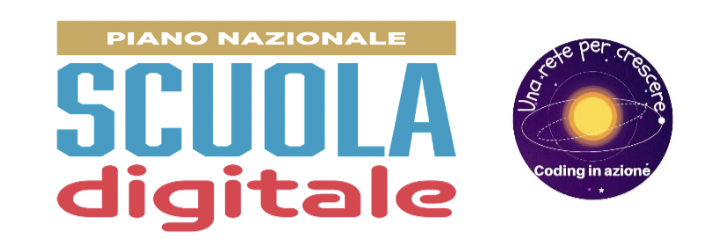 PIANO NAZIONALE
SCUOLA
digitale
Una rete per crescere
Coding in azione